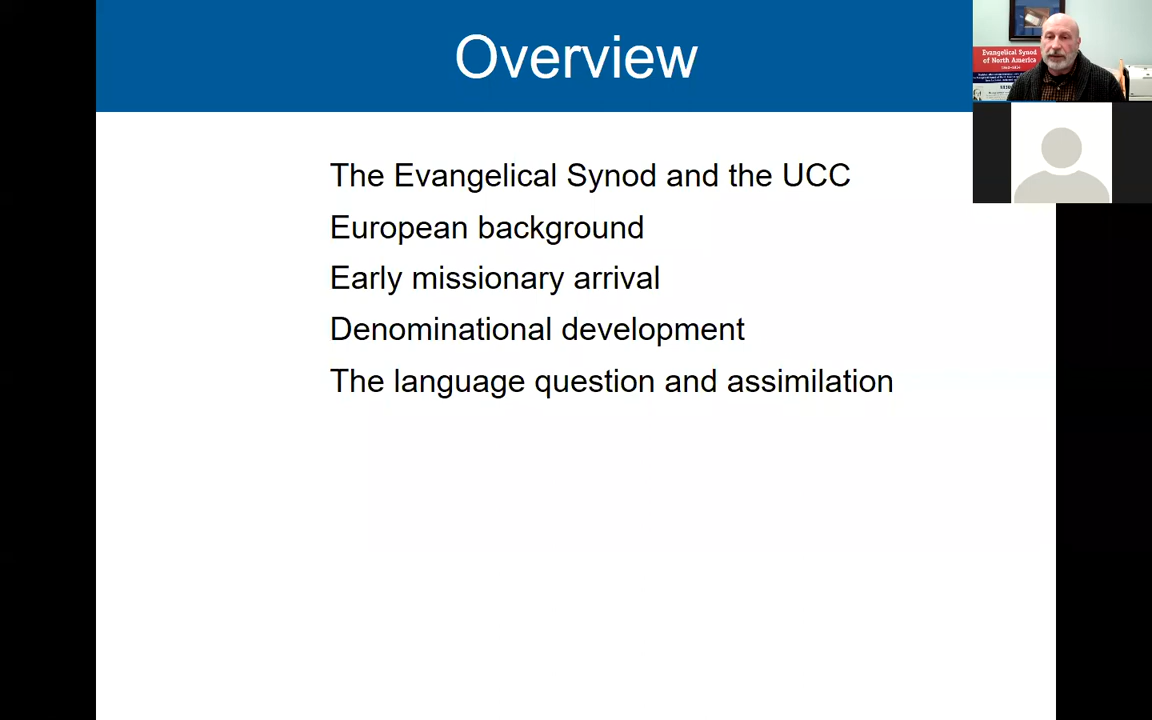 Overview
The Evangelical Synod and the UCC
European background
Early missionary arrival
Denominational development
The language question and assimilation
Evangelical Synod
of North America